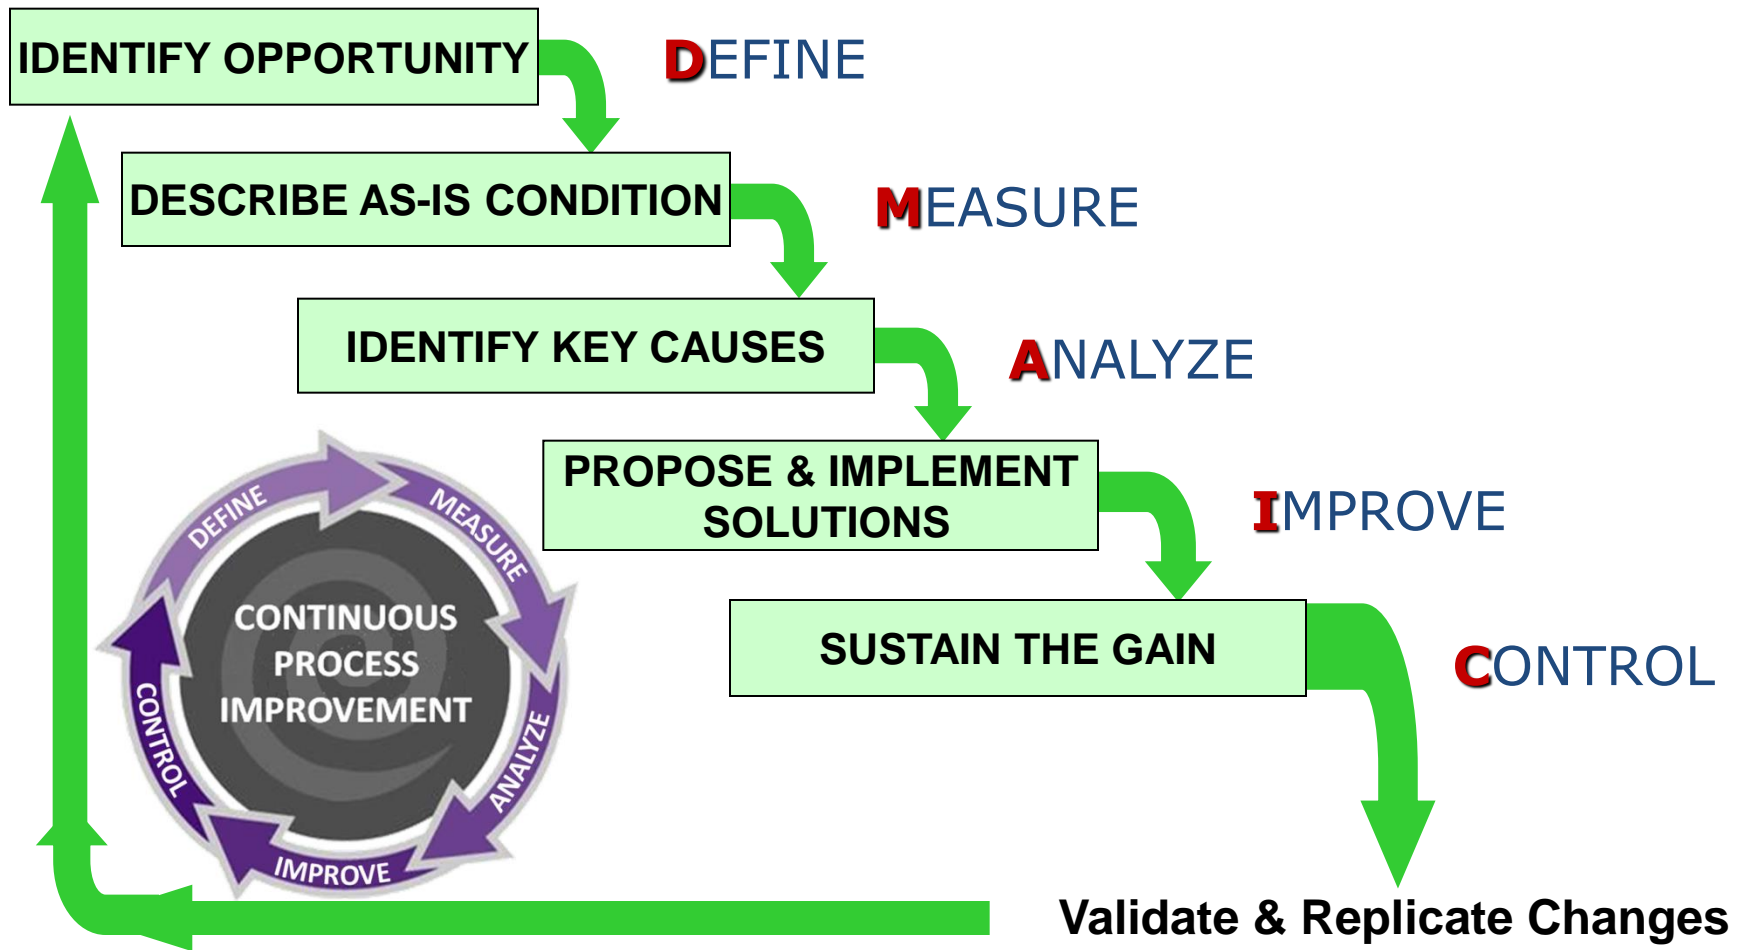 IDENTIFY OPPORTUNITY
DEFINE
DESCRIBE AS-IS CONDITION
MEASURE
IDENTIFY KEY CAUSES
ANALYZE
PROPOSE & IMPLEMENT
SOLUTIONS
IMPROVE
SUSTAIN THE GAIN
CONTROL
DEFINE
MEASURE
ANALYZE
IMPROVE
CONTROL
CONTINUOUS
PROCESS
IMPROVEMENT
Validate & Replicate Changes